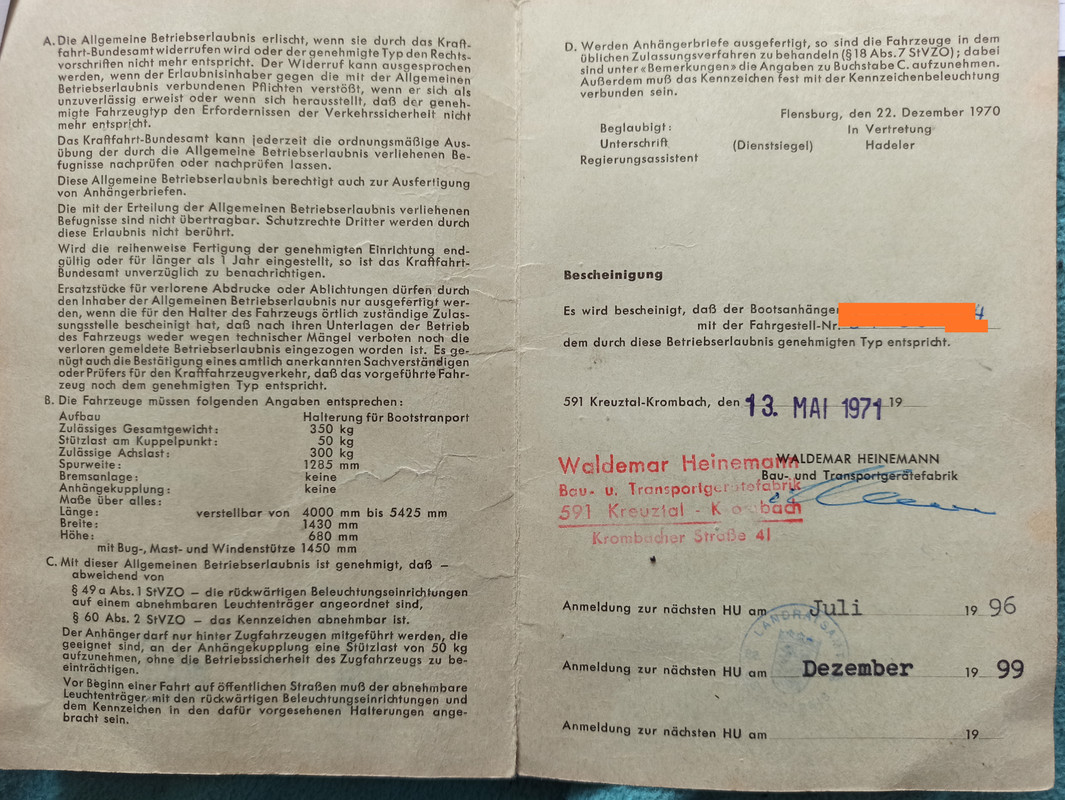 A. Die Allgemeine Betriebserlaubnis erlischt, wenn sie durch das Kraft-
fahrt-Bundesamt widerrufen wird oder der genehmigte Typ den Rechts-
vorschriften nicht mehr entspricht. Der Widerruf kann ausgesprochen
werden, wenn der Erlaubnisinhaber gegen die mit der Allgemeinen
Betriebserlaubnis verbundenen Pflichten verstößt, wenn er sich als
unzuverlässig erweist oder wenn sich herausstellt, daß der geneh-
migte Fahrzeugtyp den Erfordernissen der Verkehrssicherheit nicht
mehr entspricht.
Das Kraftfahrt-Bundesamt kann jederzeit die ordnungsmäßige Aus-
übung der durch die Allgemeine Betriebserlaubnis verliehenen Be-
fugnisse nachprüfen oder nachprüfen lassen.
Diese Allgemeine Betriebserlaubnis berechtigt auch zur Ausfertigung
von Anhängerbriefen.
Die mit der Erteilung der Allgemeinen Betriebserlaubnis verliehenen
Befugnisse sind nicht übertragbar. Schutzrechte Dritter werden durch
diese Erlaubnis nicht berührt.
Wird die reihenweise Fertigung der genehmigten Einrichtung end-
gültig oder für länger als 1 Jahr eingestellt, so ist das Kraftfahrt-
Bundesamt unverzüglich zu benachrichtigen.
Ersatzstücke für verlorene Abdrucke oder Ablichtungen dürfen durch
den Inhaber der Allgemeinen Betriebserlaubnis nur ausgefertigt wer-
den, wenn die für den Halter des Fahrzeugs örtlich zuständige Zulas-
sungsstelle bescheinigt hat, daß nach ihren Unterlagen der Betrieb
des Fahrzeugs weder wegen technischer Mängel verboten noch die
verloren gemeldete Betriebserlaubnis eingezogen worden ist. Es ge-
nügt auch die Bestätigung eines amtlich anerkannten Sachverständigen
oder Prüfers für den Kraftfahrzeugverkehr, daß das vorgeführte Fahr-
zeug noch dem genehmigten Typ entspricht.
B. Die Fahrzeuge müssen folgenden Angaben entsprechen:
Aufbau Halterung für Bootstranport
Zulässiges Gesamtgewicht: 350 kg
Stützlast am Kuppelpunkt: 50 kg
Zulässige Achslast: 300 kg
Spurweite: 1285 mm
Bremsanlage: keine
Anhängekupplung: keine
Maße über alles:
Länge: verstellbar von 4000 mm bis 5425 mm
Breite: 1430 mm
Höhe: 680 mm
mit Bug-, Mast- und Windenstütze 1450 mm
C. Mit dieser Allgemeinen Betriebserlaubnis ist genehmigt, daß –
abweichend von
§ 49 a Abs. 1 StVZO – die rückwärtigen Beleuchtungseinrichtungen
auf einem abnehmbaren Leuchtenträger angeordnet sind,
§ 60 Abs. 2 StVZO – das Kennzeichen abnehmbar ist.
Der Anhänger darf nur hinter Zugfahrzeugen mitgeführt werden, die
geeignet sind, an der Anhängekupplung eine Stützlast von 50 kg
aufzunehmen, ohne die Betriebssicherheit des Zugfahrzeugs zu be-
einträchtigen.
Vor Beginn einer Fahrt auf öffentlichen Straßen muß der abnehmbare
Leuchtenträger mit den rückwärtigen Beleuchtungseinrichtungen und
dem Kennzeichen in den dafür vorgesehenen Halterungen ange-
bracht sein.
D. Werden Anhängerbriefe ausgefertigt, so sind die Fahrzeuge in dem
üblichen Zulassungsverfahren zu behandeln (§ 18 Abs. 7 StVZO); dabei
sind unter «Bemerkungen» die Angaben zu Buchstabe C. aufzunehmen.
Außerdem muß das Kennzeichen fest mit der Kennzeichenbeleuchtung
verbunden sein.
Flensburg, den 22. Dezember 1970
Beglaubigt: In Vertretung
Unterschrift (Dienstsiegel) Hadeler
Regierungsassistent
Bescheinigung
Es wird bescheinigt, daß der Bootsanhänger
mit der Fahrgestell-Nr.
dem durch diese Betriebserlaubnis genehmigten Typ entspricht.
591 Kreuztal-Krombach, den 13. MAI 1971 19
WALDEMAR HEINEMANN
Bau- und Transportgerätefabrik
Waldemar Heinemann
Bau- u. Transportgerätefabrik
591 Kreuztal - Krombach
Krombacher Straße 41
Anmeldung zur nächsten HU am Juli 19 96
Anmeldung zur nächsten HU am Dezember 19 99
Anmeldung zur nächsten HU am 19